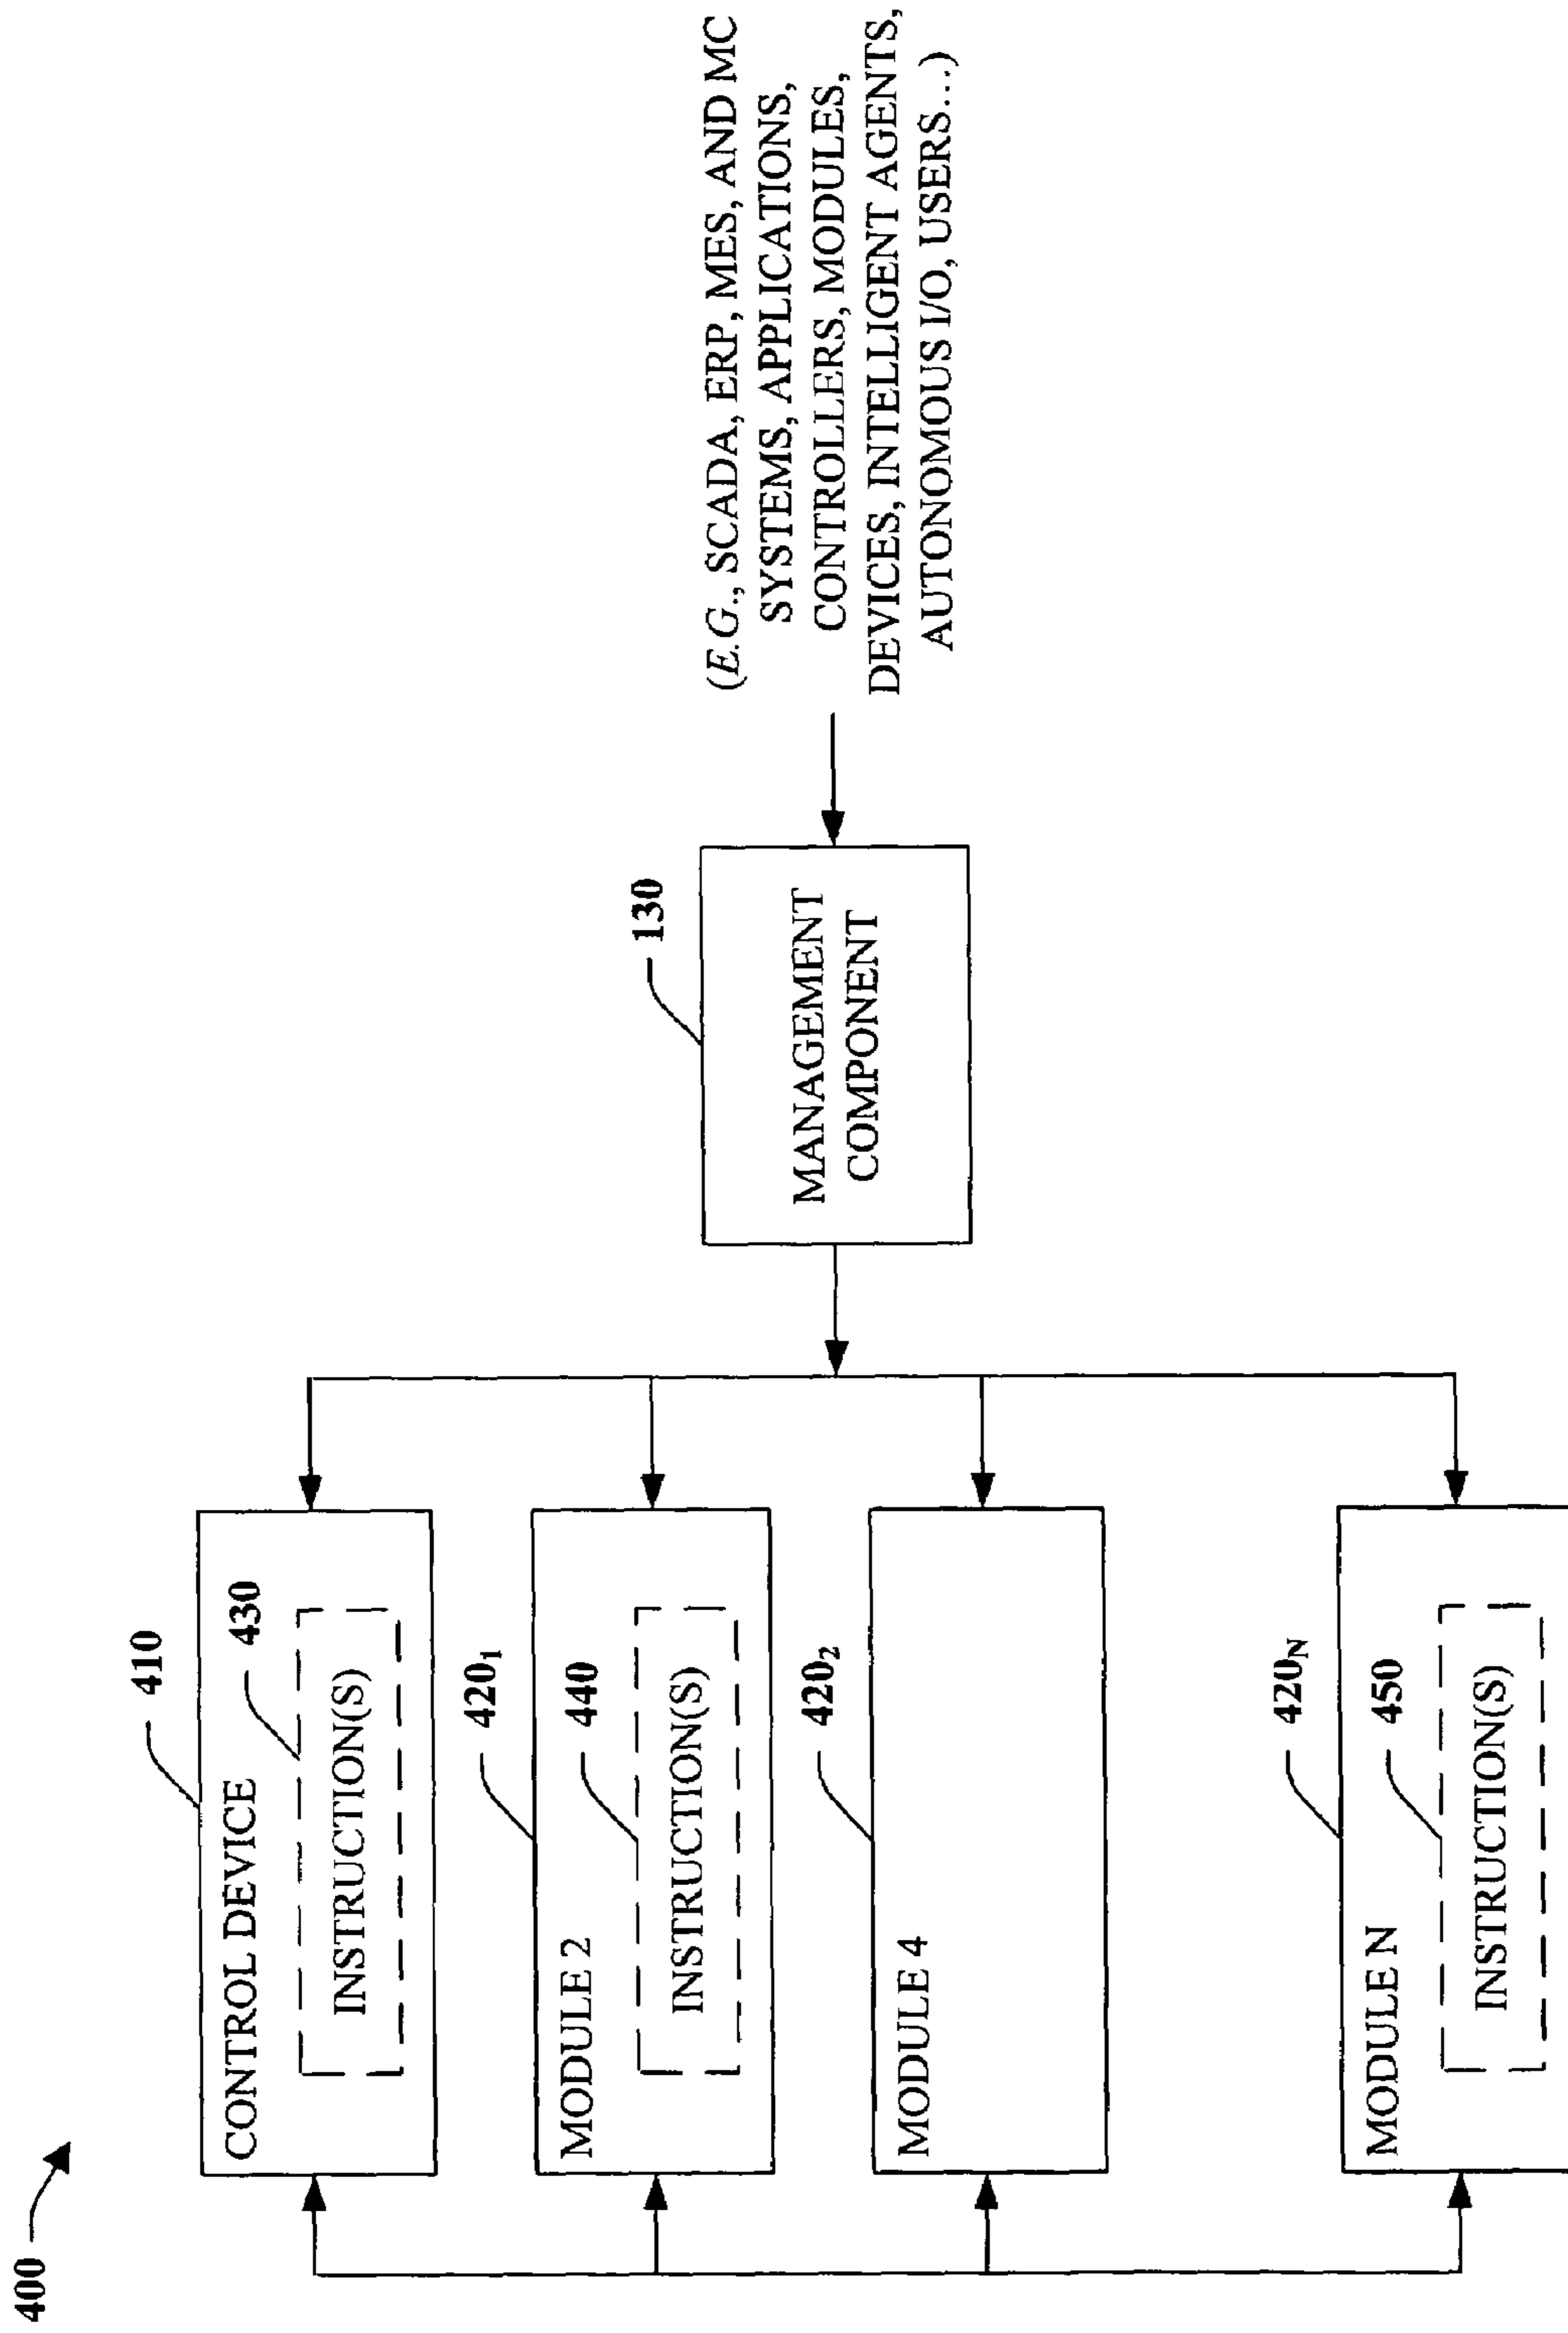 400
410
CONTROL DEVICE
430
INSTRUCTION(S)
420₁
MODULE 2
440
INSTRUCTION(S)
420₂
MODULE 4
420ₙ
MODULE N
450
INSTRUCTION(S)
130
MANAGEMENT
COMPONENT
(E.G., SCADA, ERP, MES, AND MC
SYSTEMS, APPLICATIONS,
CONTROLLERS, MODULES,
DEVICES, INTELLIGENT AGENTS,
AUTONOMOUS I/O, USERS...)